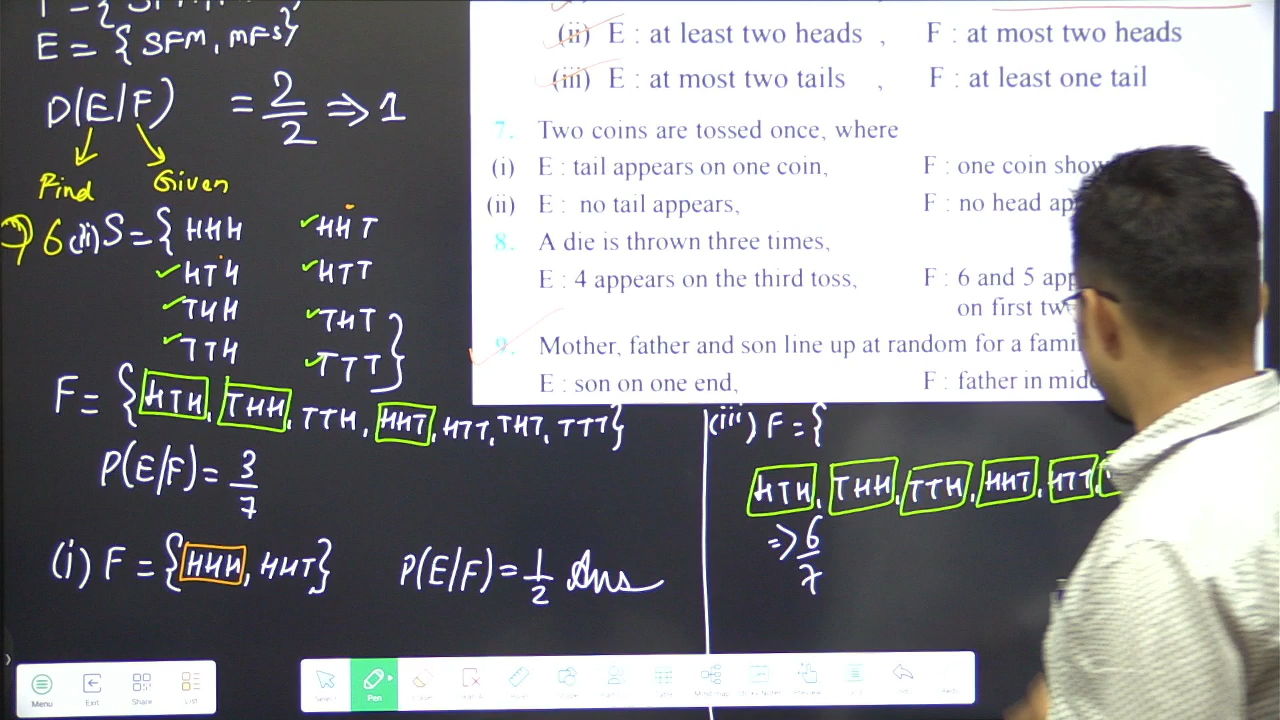 E = { SFM, MFS}
P(E/F) = 2/2 ⇒ 1
Find Given
6 (ii) S = { HHH ✓HHT
✓HTH ✓HTT
✓THH ✓THT
✓TTH ✓TTT }
F = { HTH, THH, TTH, HHT, HTT, THT, TTT}
P(E/F) = 3/7
(i) F = {HHH, HHT} P(E/F) = 1/2 Ans
(ii) E : at least two heads , F : at most two heads
(iii) E : at most two tails , F : at least one tail
7. Two coins are tossed once, where
(i) E : tail appears on one coin, F : one coin
(ii) E : no tail appears, F : no head
8. A die is thrown three times,
E : 4 appears on the third toss, F : 6 and 5
on first
9. Mother, father and son line up at random for a
E : son on one end, F : father in
(iii) F = {
HTH, THH, TTH, HHT, HTT,
⇒ 6/7
Menu Exit Share List
Pen